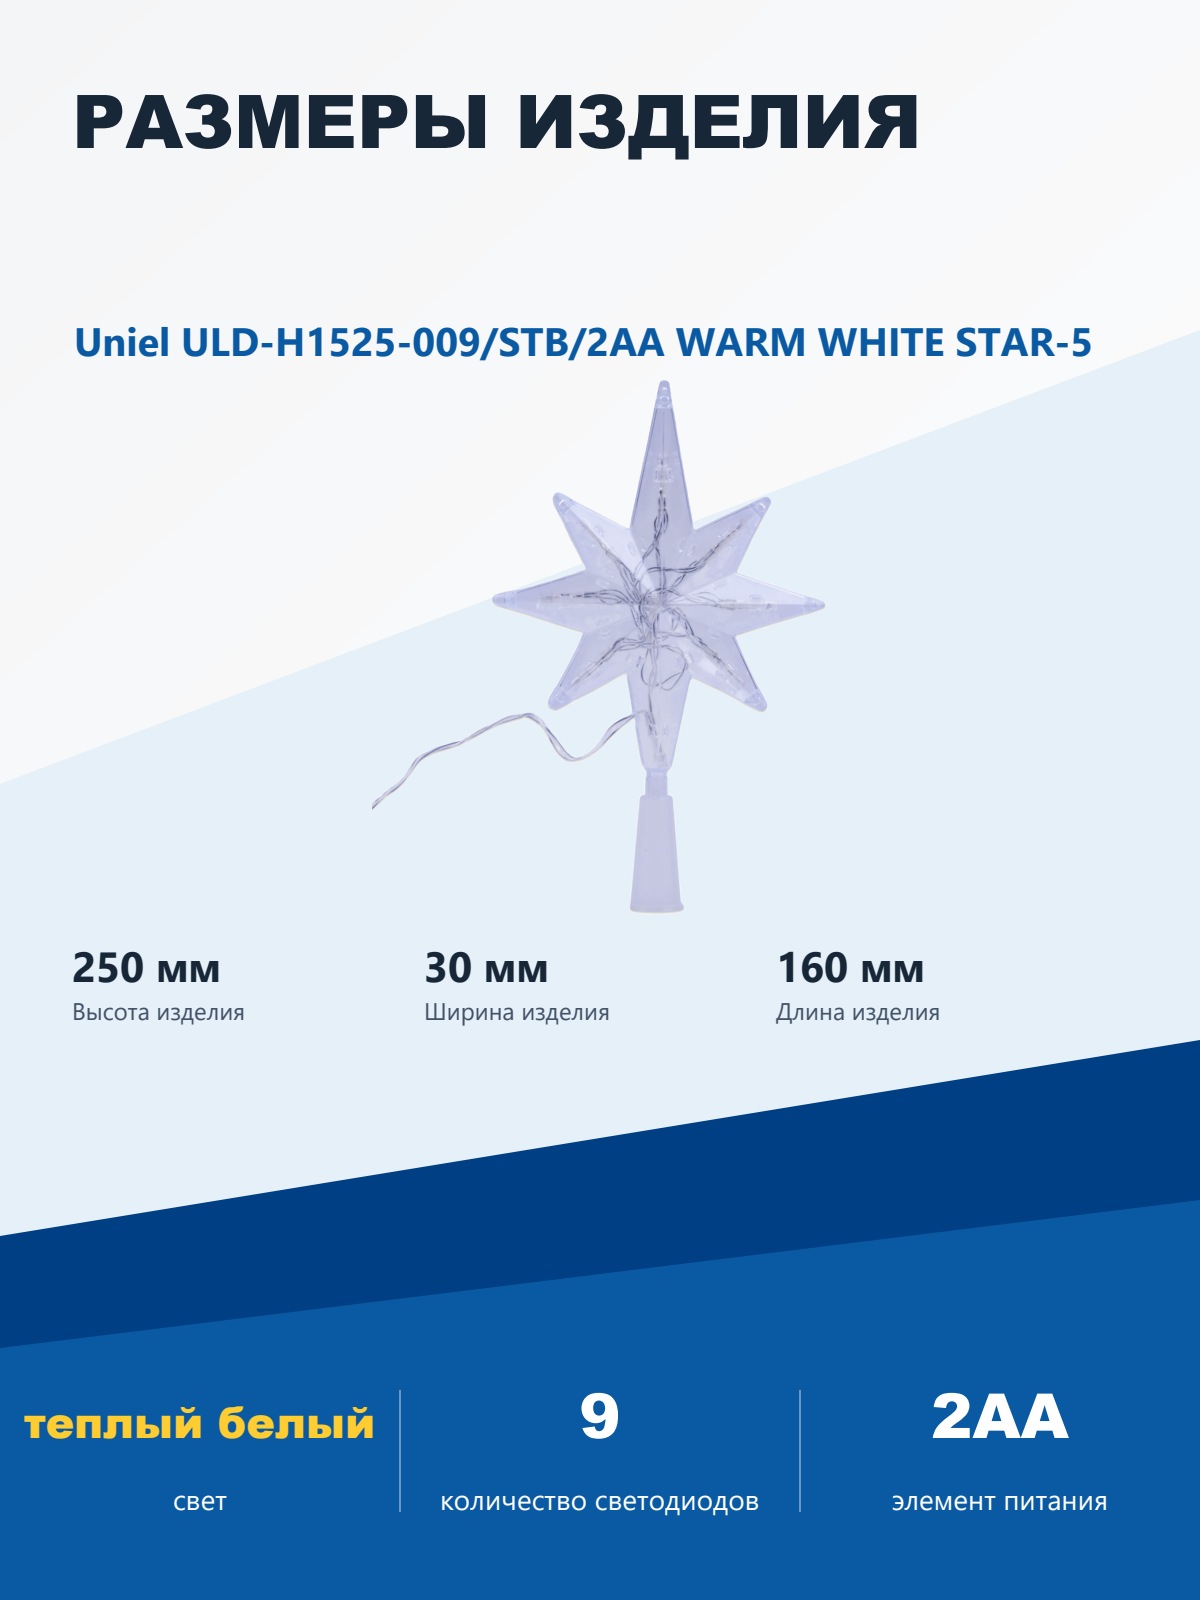 РАЗМЕРЫ ИЗДЕЛИЯ
Uniel ULD-H1525-009/STB/2AA WARM WHITE STAR-5
250 мм
Высота изделия
30 мм
Ширина изделия
160 мм
Длина изделия
теплый белый
свет
9
количество светодиодов
2AA
элемент питания